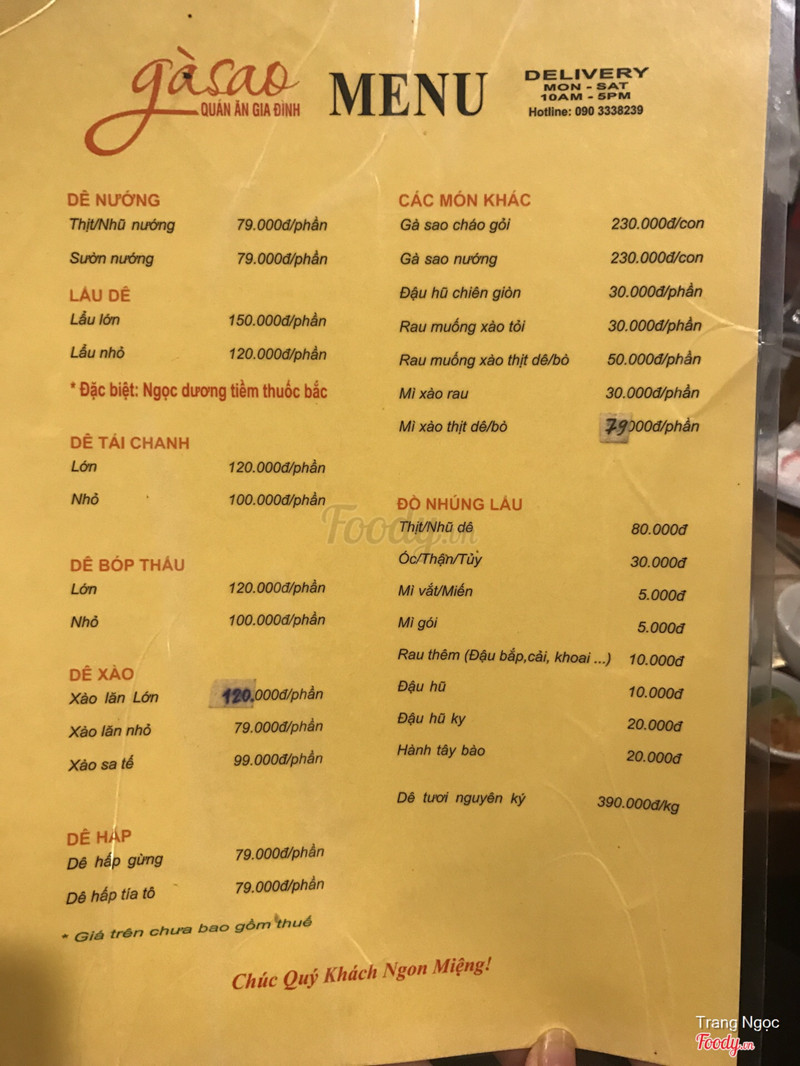 gàsao
QUÁN ĂN GIA ĐÌNH
MENU
DELIVERY
MON - SAT
10AM - 5PM
Hotline: 090 3338239
DÊ NƯỚNG
Thịt/Nhũ nướng 79.000đ/phần
Sườn nướng 79.000đ/phần
LẨU DÊ
Lẩu lớn 150.000đ/phần
Lẩu nhỏ 120.000đ/phần
* Đặc biệt: Ngọc dương tiềm thuốc bắc
DÊ TÁI CHANH
Lớn 120.000đ/phần
Nhỏ 100.000đ/phần
DÊ BÓP THẤU
Lớn 120.000đ/phần
Nhỏ 100.000đ/phần
DÊ XÀO
Xào lăn Lớn 120.000đ/phần
Xào lăn nhỏ 79.000đ/phần
Xào sa tế 99.000đ/phần
DÊ HẤP
Dê hấp gừng 79.000đ/phần
Dê hấp tia tô 79.000đ/phần
* Giá trên chưa bao gồm thuế
CÁC MÓN KHÁC
Gà sao cháo gỏi 230.000đ/con
Gà sao nướng 230.000đ/con
Đậu hũ chiên giòn 30.000đ/phần
Rau muống xào tỏi 30.000đ/phần
Rau muống xào thịt dê/bò 50.000đ/phần
Mì xào rau 30.000đ/phần
Mì xào thịt dê/bò 79000đ/phần
ĐỒ NHÚNG LẨU
Thịt/Nhũ dê 80.000đ
Óc/Thận/Tủy 30.000đ
Mì vắt/Miến 5.000đ
Mì gói 5.000đ
Rau thêm (Đậu bắp,cải, khoai ...) 10.000đ
Đậu hũ 10.000đ
Đậu hũ ky 20.000đ
Hành tây bào 20.000đ
Dê tươi nguyên ký 390.000đ/kg
Chúc Quý Khách Ngon Miệng!
Foody.vn
Trang Ngọc
Foody.vn